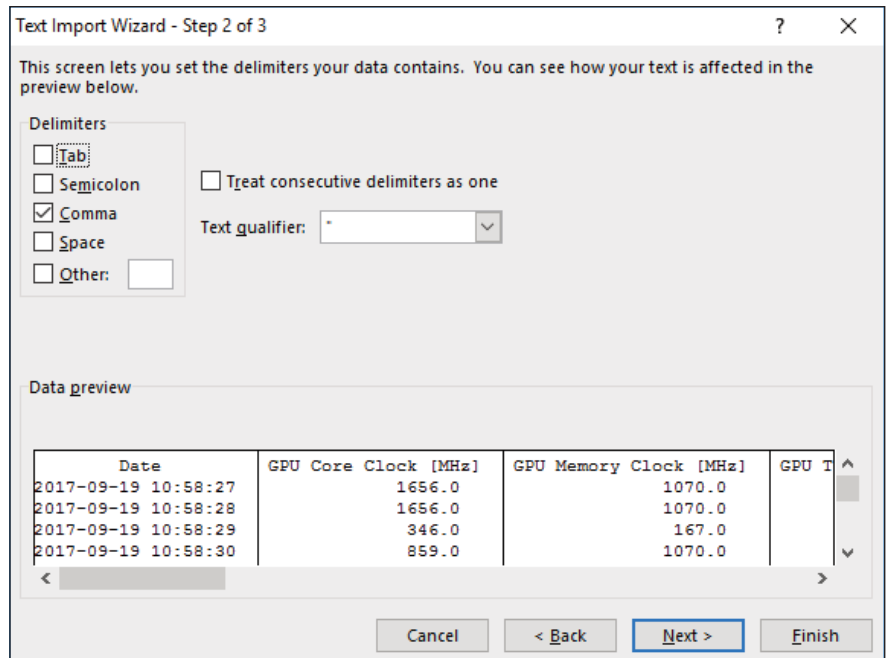 Text Import Wizard - Step 2 of 3 ?
This screen lets you set the delimiters your data contains. You can see how your text is affected in the
preview below.
Delimiters
Tab
Semicolon
Comma
Space
Other:
Treat consecutive delimiters as one
Text qualifier: "
Data preview
Date GPU Core Clock [MHz] GPU Memory Clock [MHz] GPU T
2017-09-19 10:58:27 1656.0 1070.0
2017-09-19 10:58:28 1656.0 1070.0
2017-09-19 10:58:29 346.0 167.0
2017-09-19 10:58:30 859.0 1070.0
Cancel < Back Next > Finish